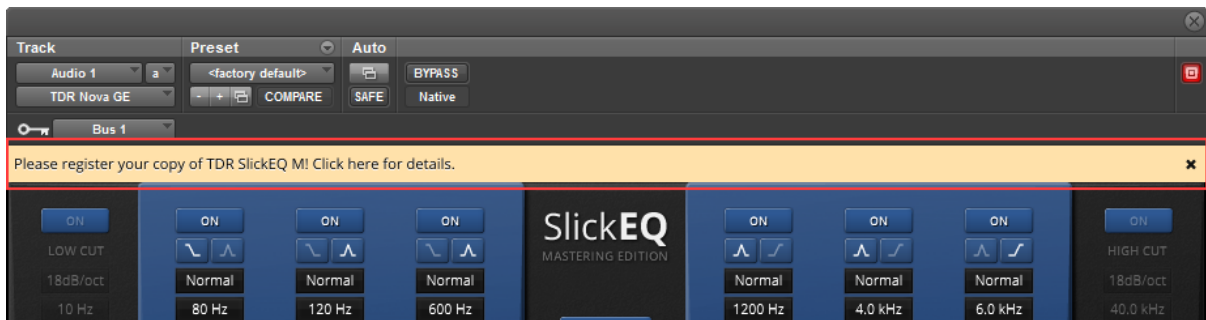 Track Preset Auto
Audio 1 a <factory default> BYPASS
TDR Nova GE - + COMPARE SAFE Native
Bus 1
Please register your copy of TDR SlickEQ M! Click here for details.
ON ON ON ON SlickEQ ON ON ON ON
LOW CUT MASTERING EDITION HIGH CUT
18dB/oct Normal Normal Normal Normal Normal Normal 18dB/oct
10 Hz 80 Hz 120 Hz 600 Hz 1200 Hz 4.0 kHz 6.0 kHz 40.0 kHz